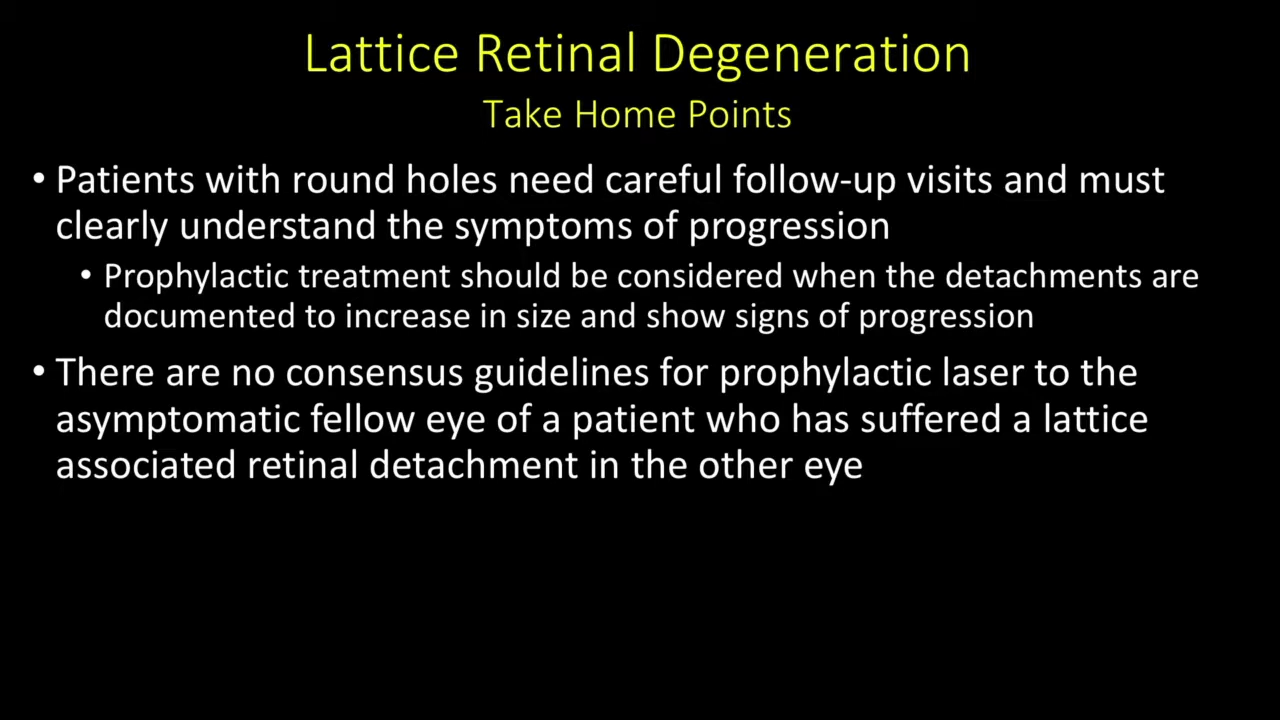 Lattice Retinal Degeneration
Take Home Points
• Patients with round holes need careful follow-up visits and must
clearly understand the symptoms of progression
• Prophylactic treatment should be considered when the detachments are
documented to increase in size and show signs of progression
• There are no consensus guidelines for prophylactic laser to the
asymptomatic fellow eye of a patient who has suffered a lattice
associated retinal detachment in the other eye